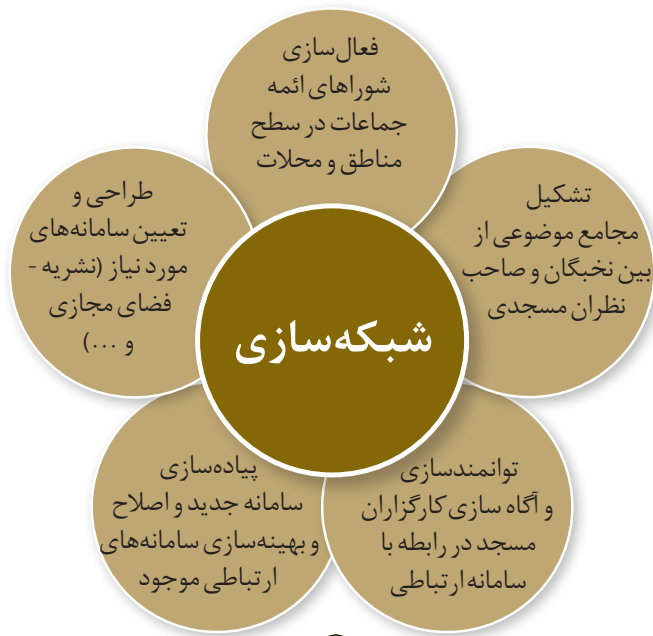 فعال‌سازی
شوراهای ائمه
جماعات در سطح
مناطق و محلات
تشکیل
مجامع موضوعی از
بین نخبگان و صاحب
نظران مسجدی
توانمندسازی
و آگاه سازی کارگزاران
مسجد در رابطه با
سامانه ارتباطی
پیاده‌سازی
سامانه جدید و اصلاح
و بهینه‌سازی سامانه‌های
ارتباطی موجود
طراحی و
تعیین سامانه‌های
مورد نیاز (نشریه -
فضای مجازی
و ...)
شبکه‌سازی